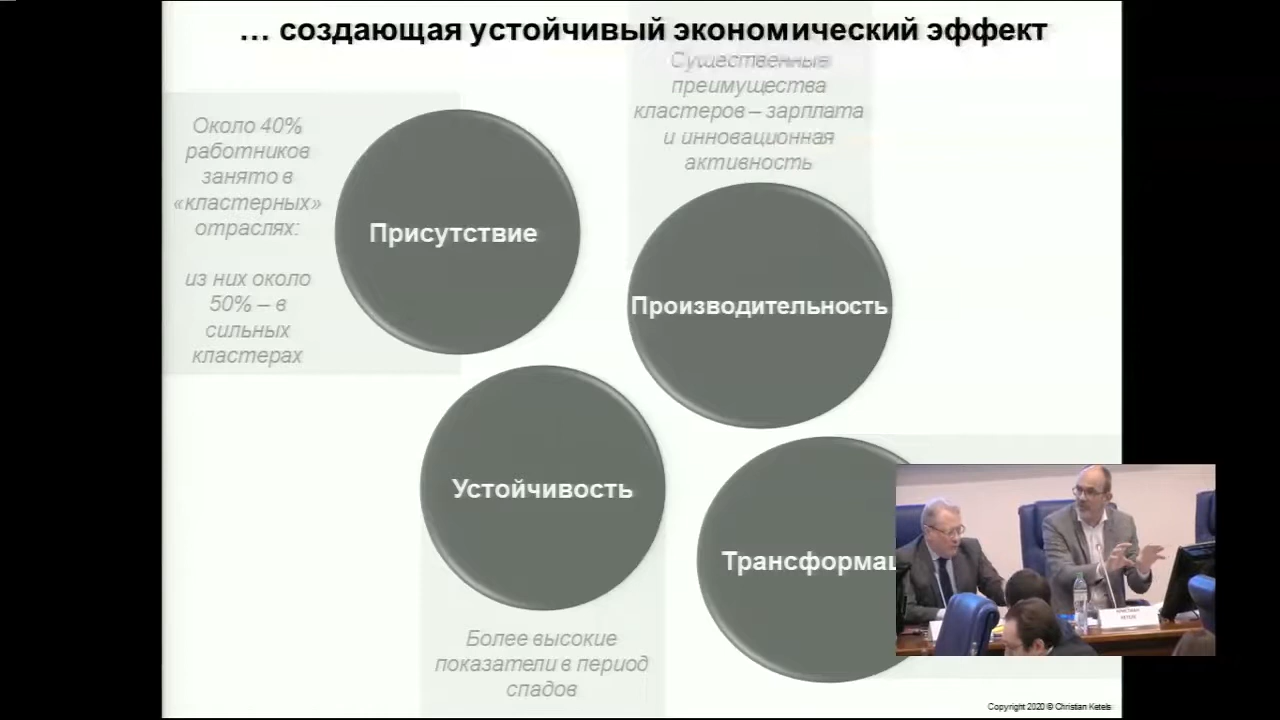 … создающая устойчивый экономический эффект
Существенные
преимущества
кластеров – зарплата
и инновационная
активность
Около 40%
работников
занято в
«кластерных»
отраслях:
из них около
50% – в
сильных
кластерах
Присутствие
Производительность
Устойчивость
Трансформац
Более высокие
показатели в период
спадов
Copyright 2020 © Christian Ketels